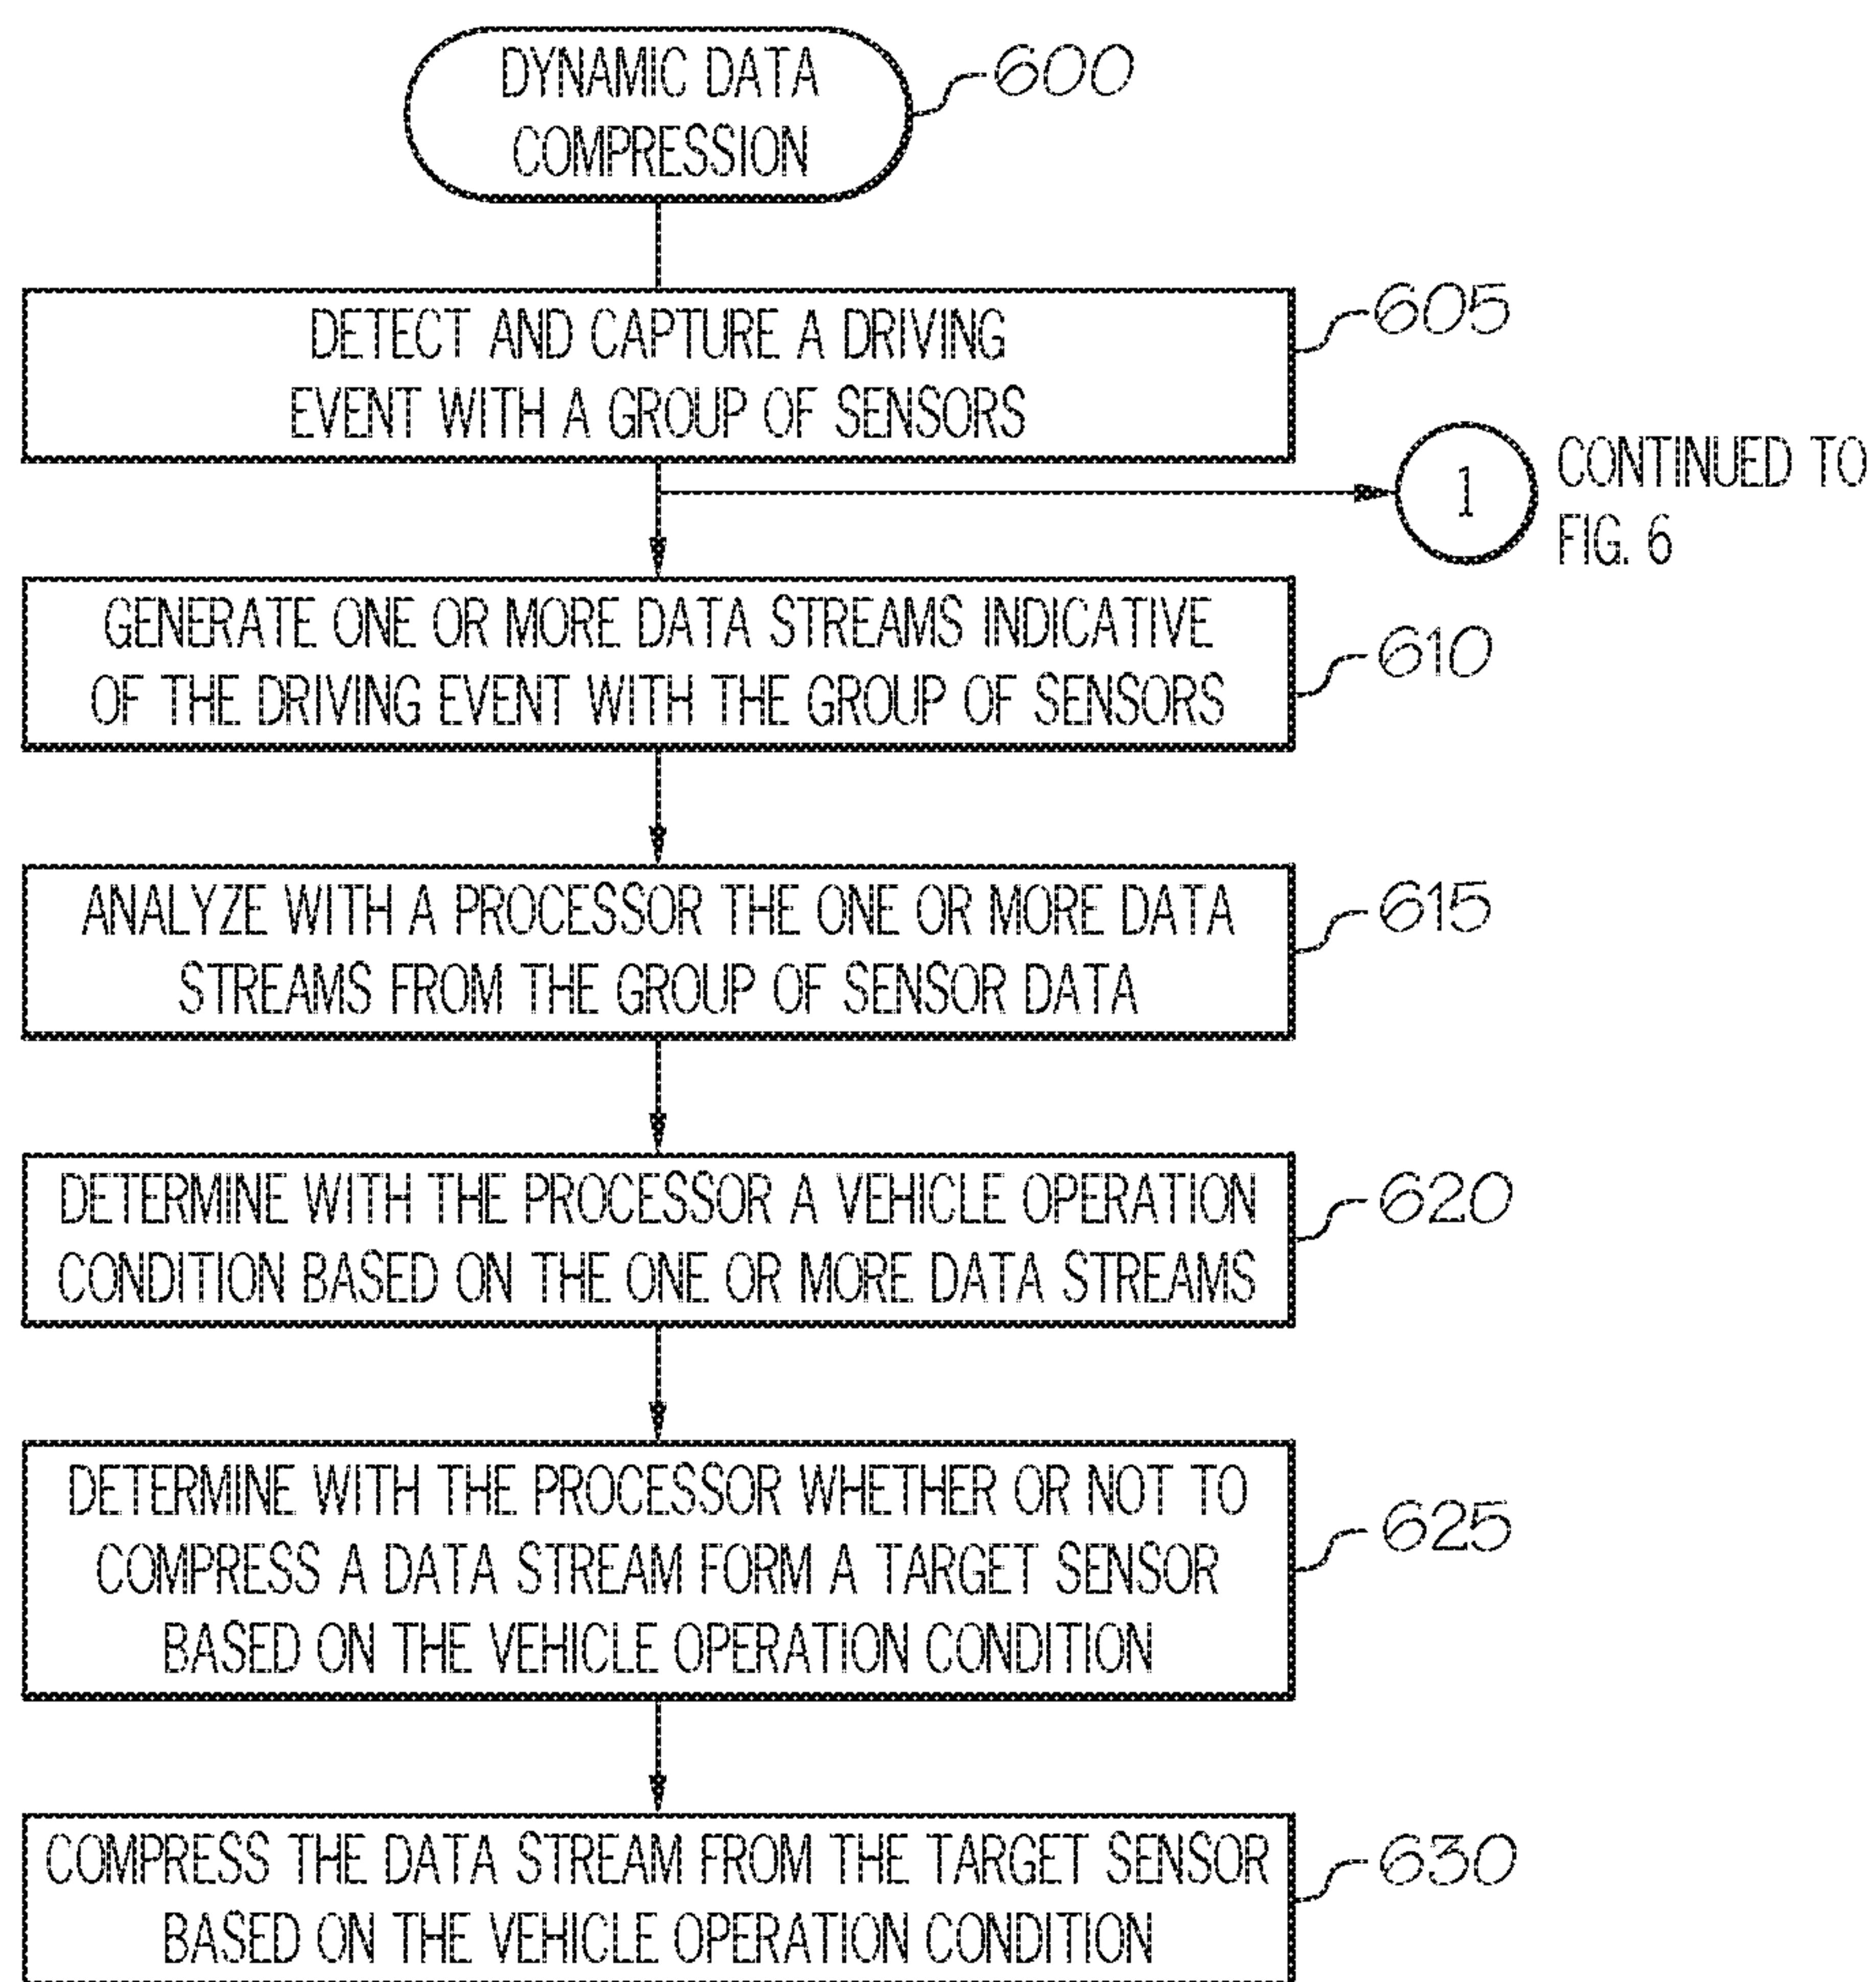 DYNAMIC DATA
COMPRESSION
600
DETECT AND CAPTURE A DRIVING
EVENT WITH A GROUP OF SENSORS
605
1
CONTINUED TO
FIG. 6
GENERATE ONE OR MORE DATA STREAMS INDICATIVE
OF THE DRIVING EVENT WITH THE GROUP OF SENSORS
610
ANALYZE WITH A PROCESSOR THE ONE OR MORE DATA
STREAMS FROM THE GROUP OF SENSOR DATA
615
DETERMINE WITH THE PROCESSOR A VEHICLE OPERATION
CONDITION BASED ON THE ONE OR MORE DATA STREAMS
620
DETERMINE WITH THE PROCESSOR WHETHER OR NOT TO
COMPRESS A DATA STREAM FORM A TARGET SENSOR
BASED ON THE VEHICLE OPERATION CONDITION
625
COMPRESS THE DATA STREAM FROM THE TARGET SENSOR
BASED ON THE VEHICLE OPERATION CONDITION
630